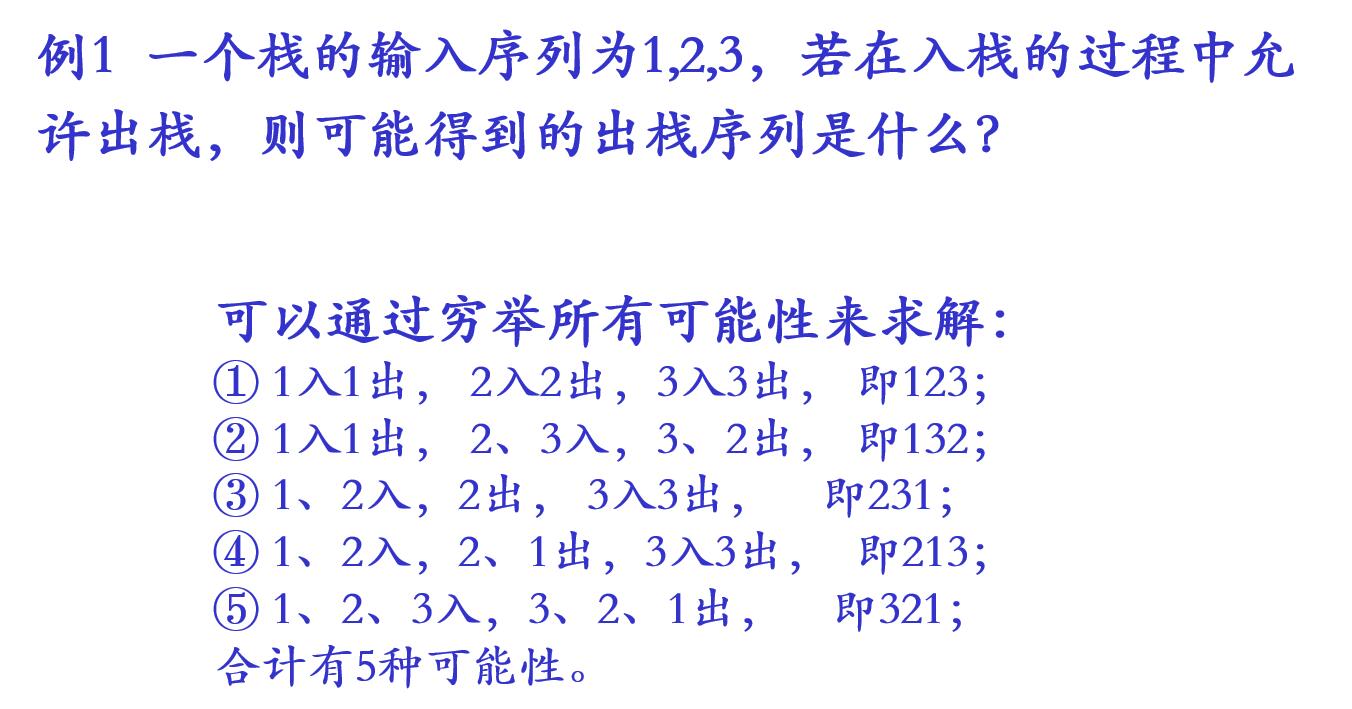 例1 一个栈的输入序列为1,2,3，若在入栈的过程中允
许出栈，则可能得到的出栈序列是什么？
可以通过穷举所有可能性来求解：
① 1入1出， 2入2出，3入3出， 即123；
② 1入1出， 2、3入，3、2出， 即132；
③ 1、2入，2出， 3入3出， 即231；
④ 1、2入，2、1出，3入3出， 即213；
⑤ 1、2、3入，3、2、1出， 即321；
合计有5种可能性。